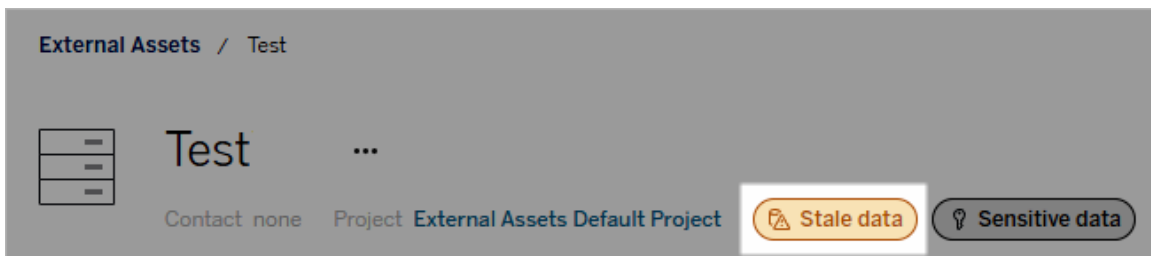 External Assets / Test
Test ...
Contact none Project External Assets Default Project Stale data Sensitive data